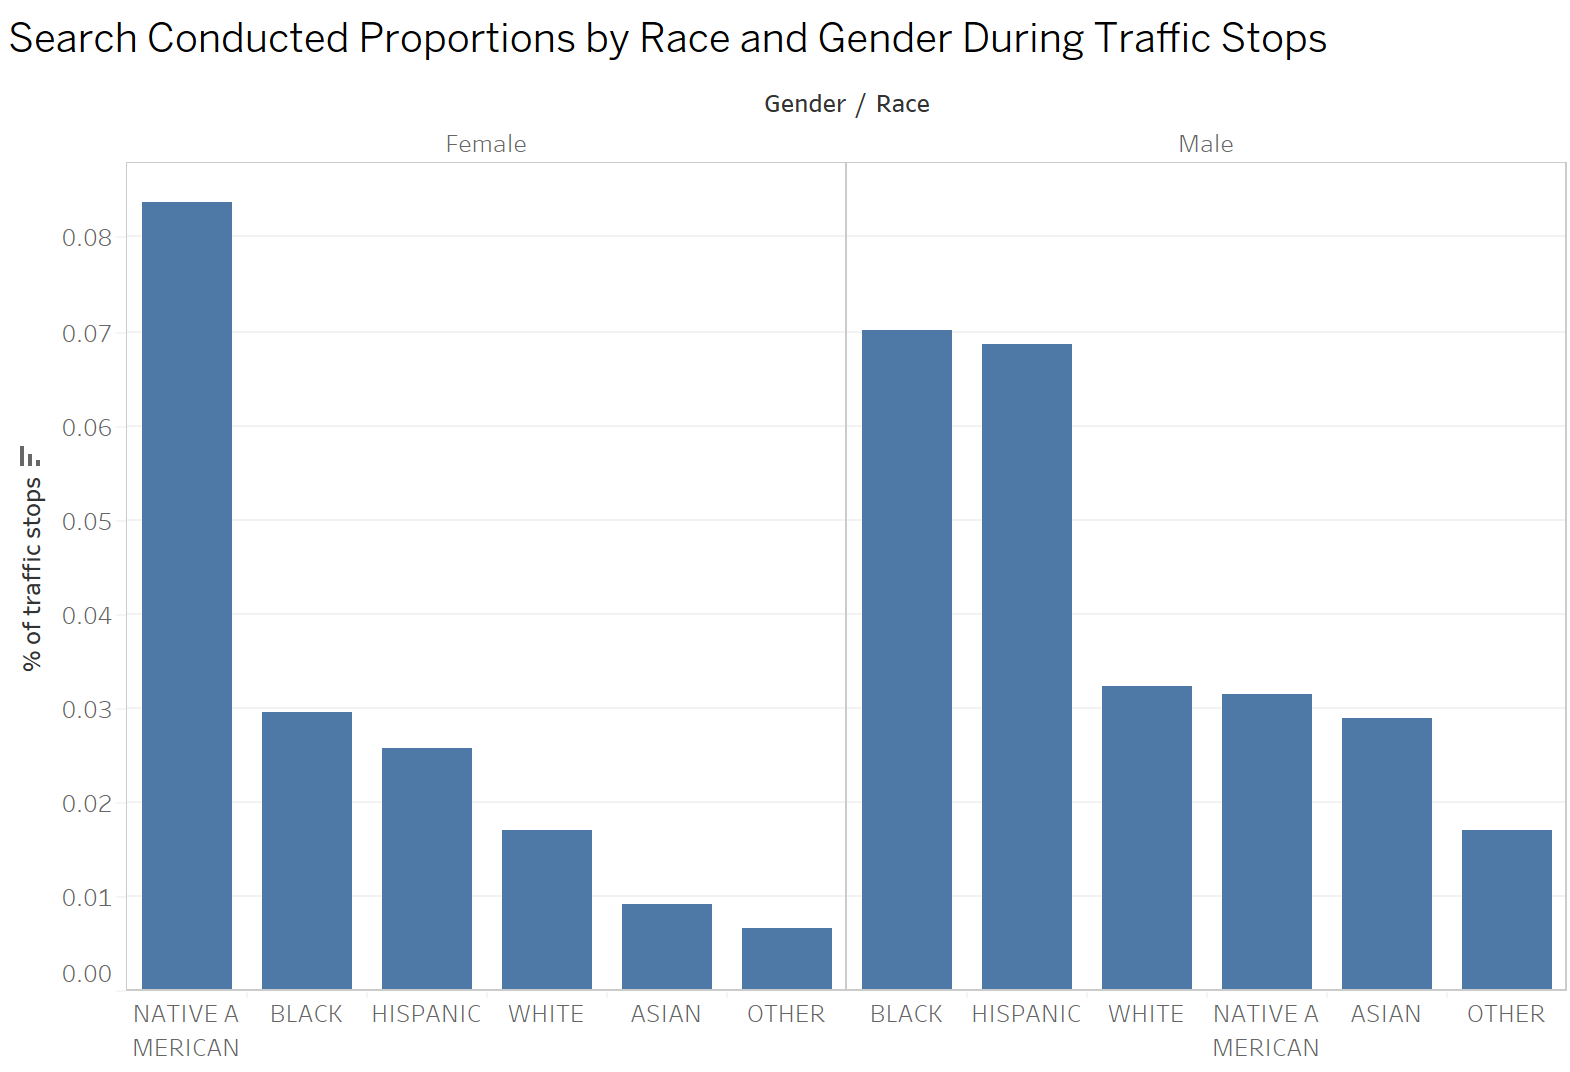 Search Conducted Proportions by Race and Gender During Traffic Stops
Gender / Race
Female
Male
% of traffic stops
0.08
0.07
0.06
0.05
0.04
0.03
0.02
0.01
0.00
NATIVE A
MERICAN
BLACK
HISPANIC
WHITE
ASIAN
OTHER
BLACK
HISPANIC
WHITE
NATIVE A
MERICAN
ASIAN
OTHER